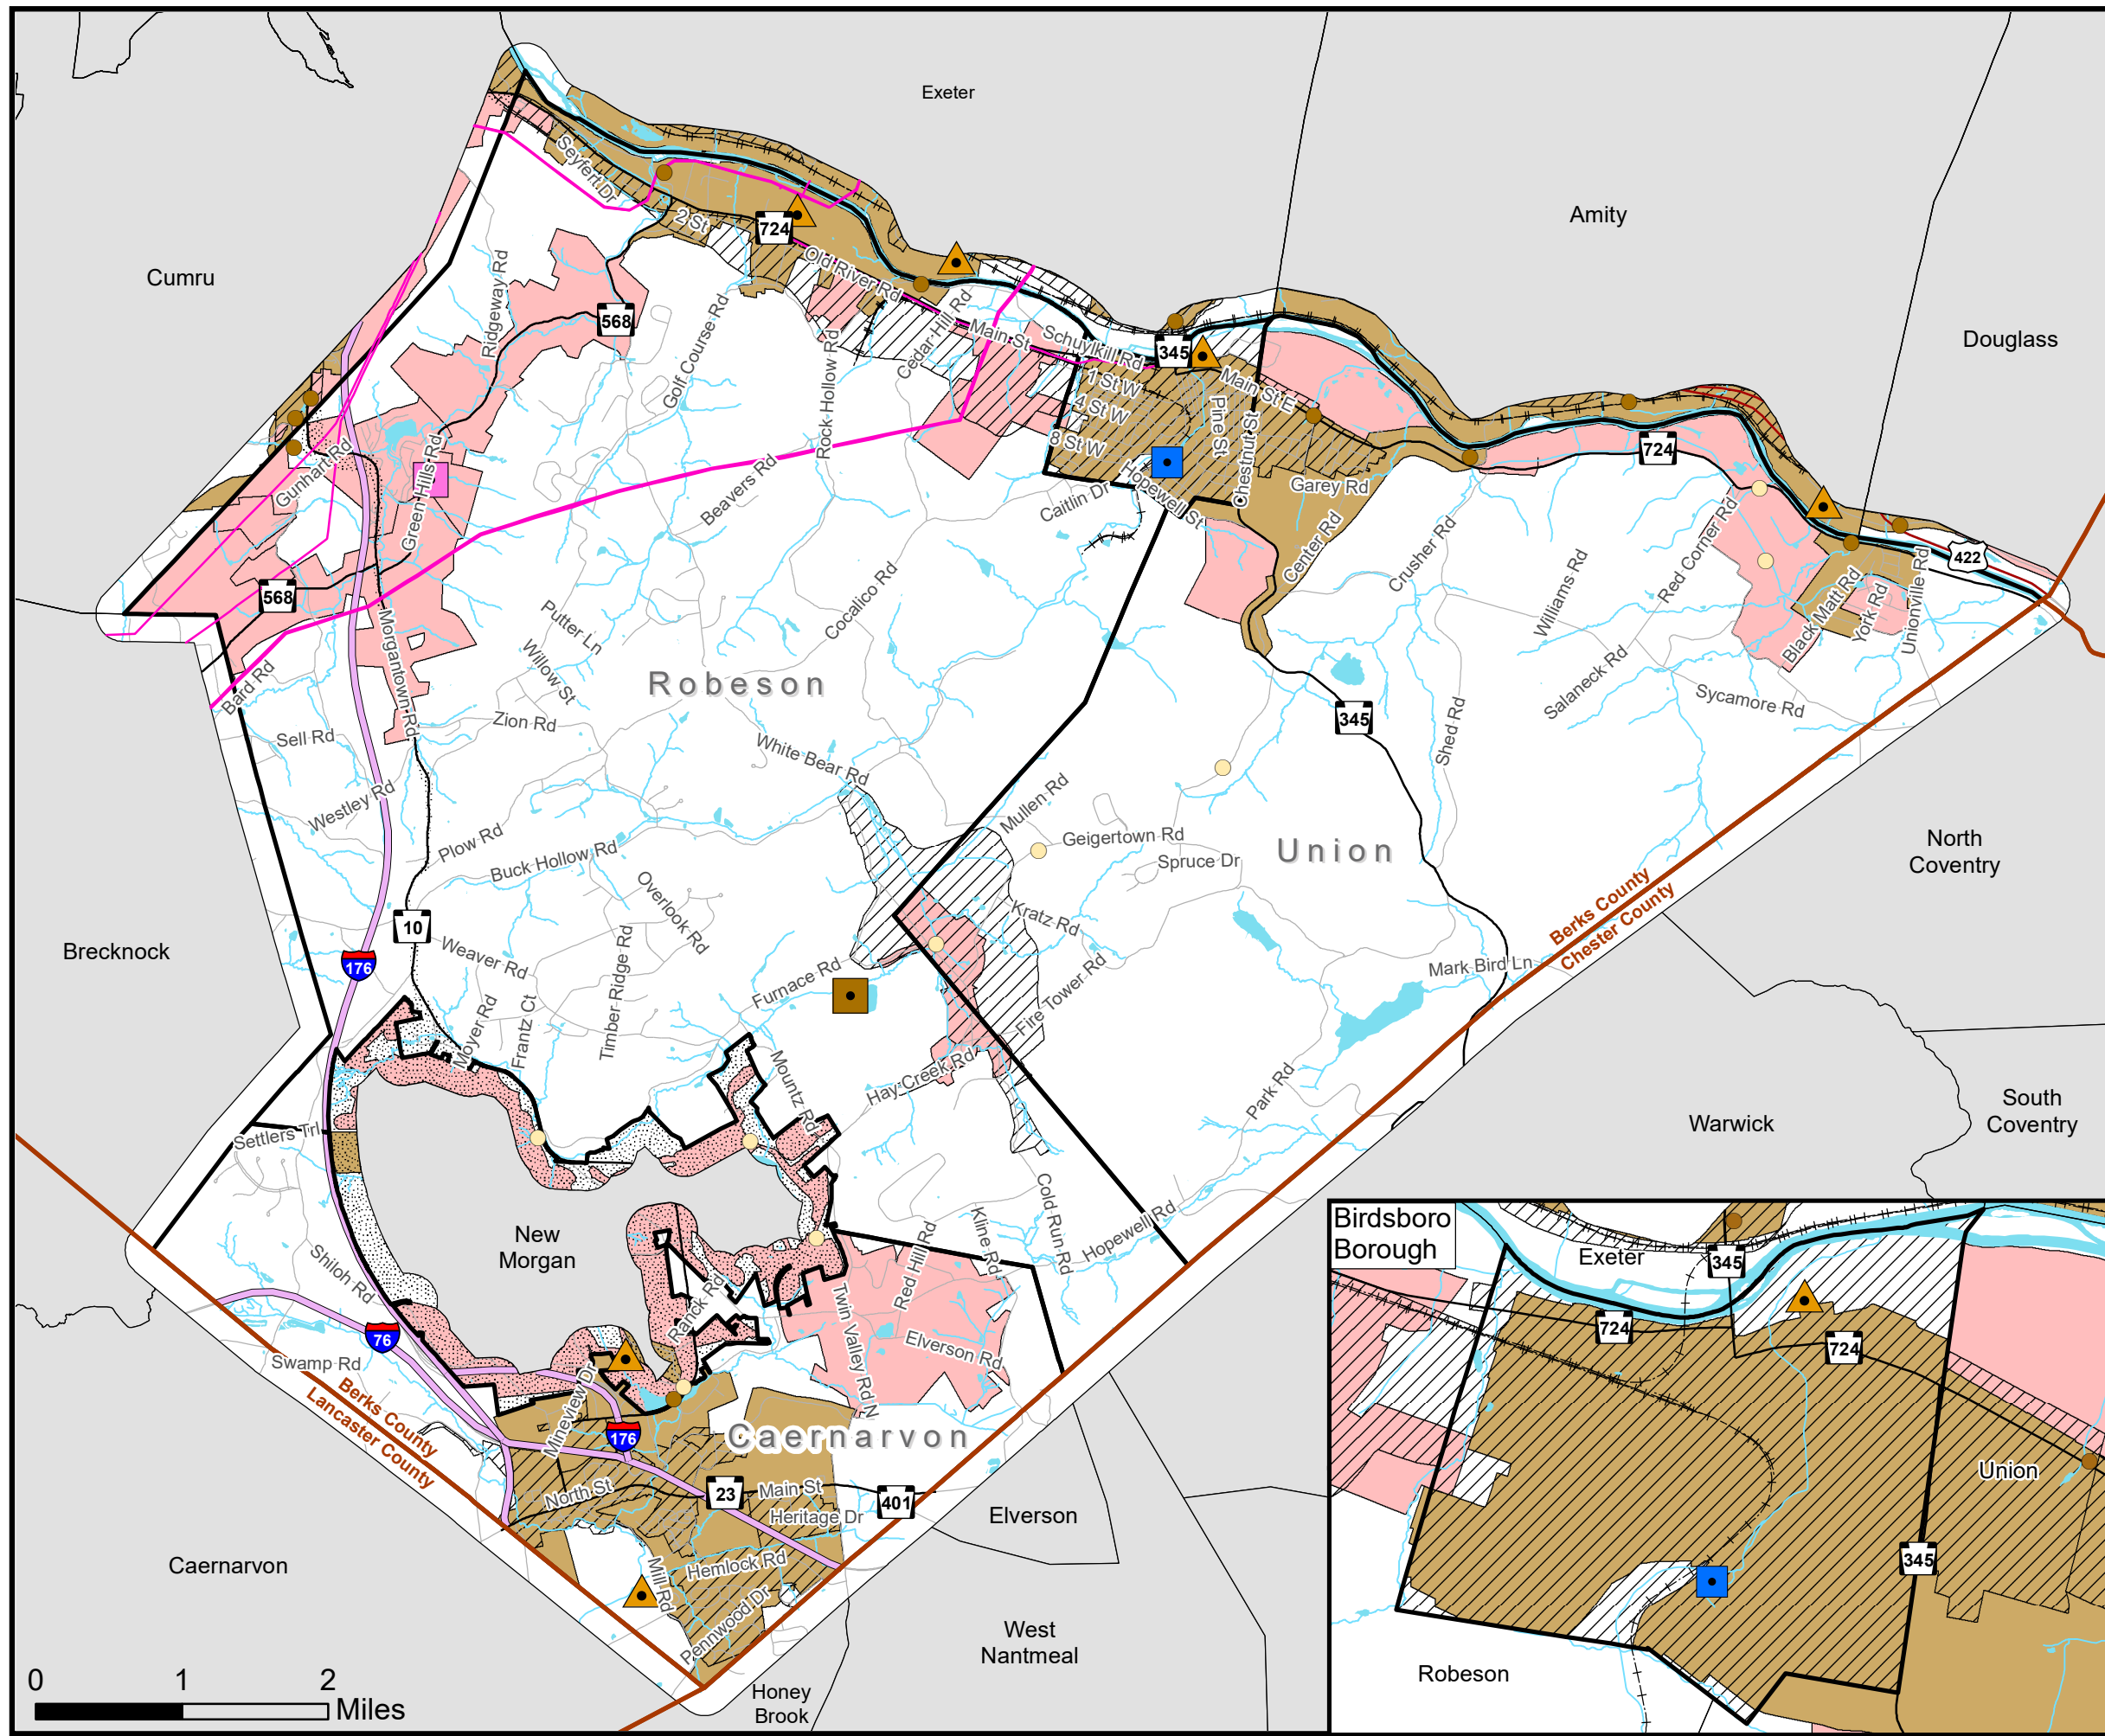 Exeter
Amity
Cumru
Douglass
Seyfert Dr
2 St
724
Old River Rd
Ridgeway Rd
568
Golf Course Rd
Rock Hollow Rd
Cedar Hill Rd
Main St
Schuylkill Rd
345
1 St W
4 St W
8 St W
Main St E
Pine St
Chestnut St
724
Gunhart Rd
Green Hills Rd
Beavers Rd
Caitlin Dr
Hopewell St
Garey Rd
Center Rd
Crusher Rd
Williams Rd
Red Corner Rd
422
568
Black Matt Rd
York Rd
Unionville Rd
Morgantown Rd
Putter Ln
Willow St
Cocalico Rd
Robeson
Bard Rd
Salaneck Rd
Sycamore Rd
345
Shed Rd
Sell Rd
Zion Rd
White Bear Rd
Westley Rd
Plow Rd
Buck Hollow Rd
Mullen Rd
Geigertown Rd
Spruce Dr
Union
North
Coventry
Overlook Rd
Kratz Rd
Berks County
Chester County
10
176
Brecknock
Weaver Rd
Timber Ridge Rd
Furnace Rd
Fire Tower Rd
Mark Bird Ln
Moyer Rd
Frantz Ct
Mountz Rd
Hay Creek Rd
Park Rd
Warwick
South
Coventry
Settlers Trl
New
Morgan
Shiloh Rd
Ranck Rd
Twin Valley Rd N
Red Hill Rd
Kline Rd
Cold Run Rd
Hopewell Rd
Elverson Rd
76
Swamp Rd
Berks County
Lancaster County
Mineview Dr
176
Caernarvon
North St
23
Main St
401
Heritage Dr
Elverson
Hemlock Rd
Mill Rd
Pennwood Dr
Caernarvon
West
Nantmeal
Honey
Brook
0 1 2
Miles
Birdsboro
Borough
Exeter
345
724
724
Union
345
Robeson